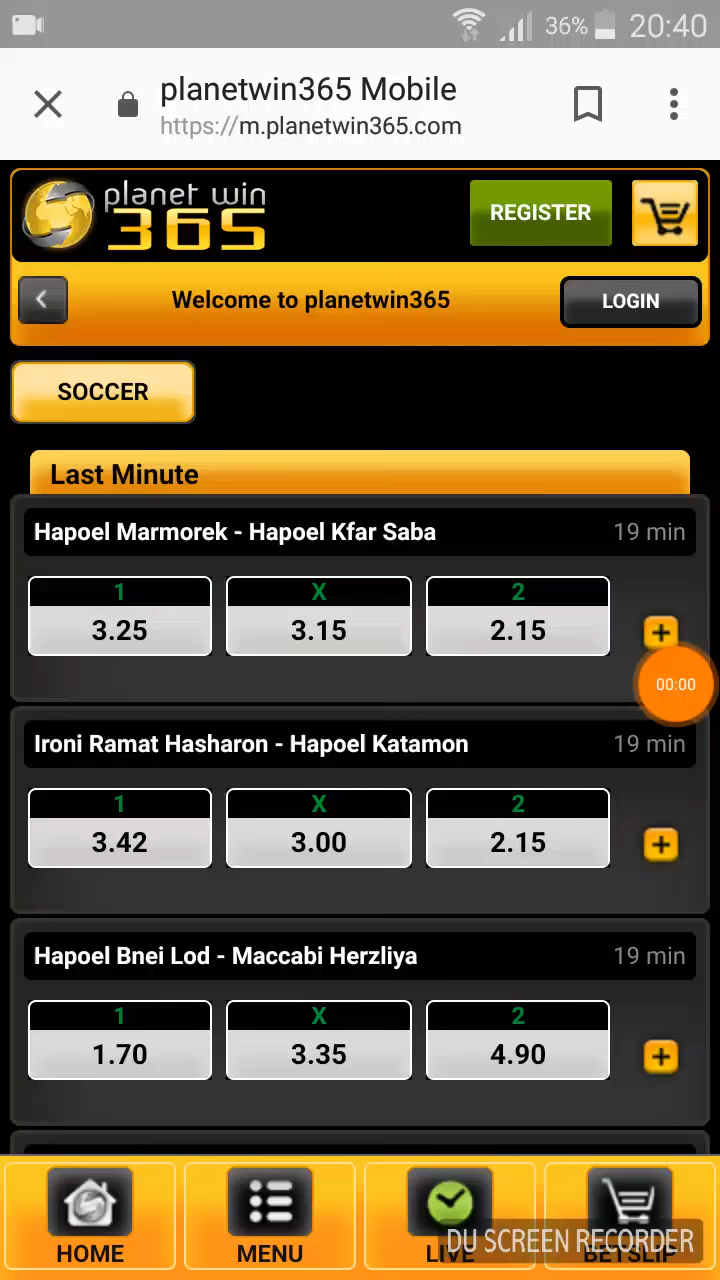 36% 20:40
planetwin365 Mobile
https://m.planetwin365.com
planet win
365
REGISTER
Welcome to planetwin365
LOGIN
SOCCER
Last Minute
Hapoel Marmorek - Hapoel Kfar Saba 19 min
1 X 2
3.25 3.15 2.15
+
00:00
Ironi Ramat Hasharon - Hapoel Katamon 19 min
1 X 2
3.42 3.00 2.15
+
Hapoel Bnei Lod - Maccabi Herzliya 19 min
1 X 2
1.70 3.35 4.90
+
DU SCREEN RECORDER
HOME MENU LIVE BETSLIP